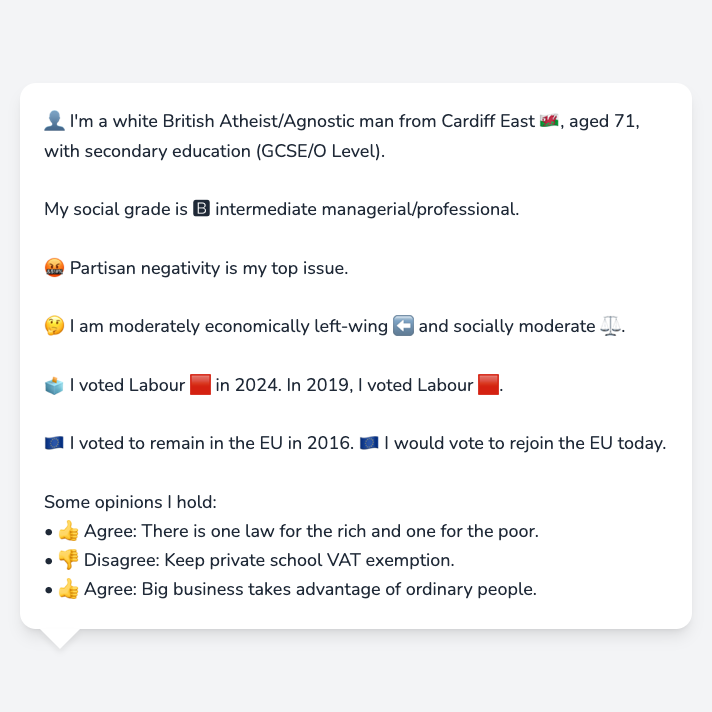 👤 I'm a white British Atheist/Agnostic man from Cardiff East 🏴󠁧󠁢󠁷󠁬󠁳󠁿, aged 71,
with secondary education (GCSE/O Level).
My social grade is 🅱 intermediate managerial/professional.
🤬 Partisan negativity is my top issue.
🤔 I am moderately economically left-wing ⬅️ and socially moderate ⚖️.
🗳️ I voted Labour 🟥 in 2024. In 2019, I voted Labour 🟥.
🇪🇺 I voted to remain in the EU in 2016. 🇪🇺 I would vote to rejoin the EU today.
Some opinions I hold:
• 👍 Agree: There is one law for the rich and one for the poor.
• 👎 Disagree: Keep private school VAT exemption.
• 👍 Agree: Big business takes advantage of ordinary people.